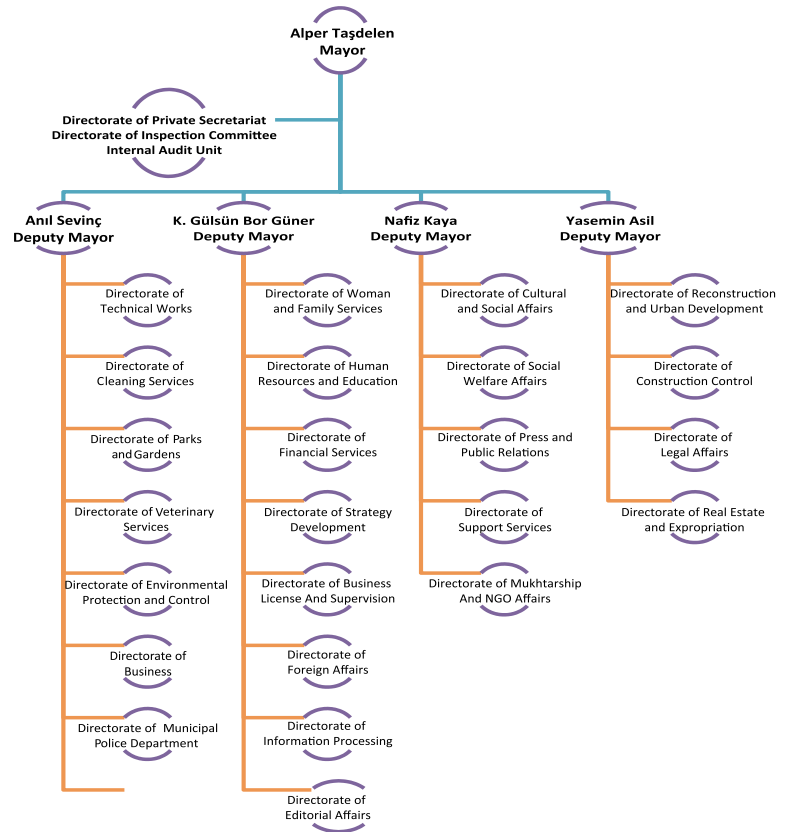 Alper Taşdelen
Mayor
Directorate of Private Secretariat
Directorate of Inspection Committee
Internal Audit Unit
Anıl Sevinç
Deputy Mayor
Directorate of
Technical Works
Directorate of
Cleaning Services
Directorate of Parks
and Gardens
Directorate of Veterinary
Services
Directorate of Environmental
Protection and Control
Directorate of
Business
Directorate of Municipal
Police Department
K. Gülsün Bor Güner
Deputy Mayor
Directorate of Woman
and Family Services
Directorate of Human
Resources and Education
Directorate of
Financial Services
Directorate of Strategy
Development
Directorate of Business
License And Supervision
Directorate of
Foreign Affairs
Directorate of
Information Processing
Directorate of
Editorial Affairs
Nafiz Kaya
Deputy Mayor
Directorate of Cultural
and Social Affairs
Directorate of Social
Welfare Affairs
Directorate of Press and
Public Relations
Directorate of
Support Services
Directorate of Mukhtarship
And NGO Affairs
Yasemin Asil
Deputy Mayor
Directorate of Reconstruction
and Urban Development
Directorate of
Construction Control
Directorate of
Legal Affairs
Directorate of Real Estate
and Expropriation